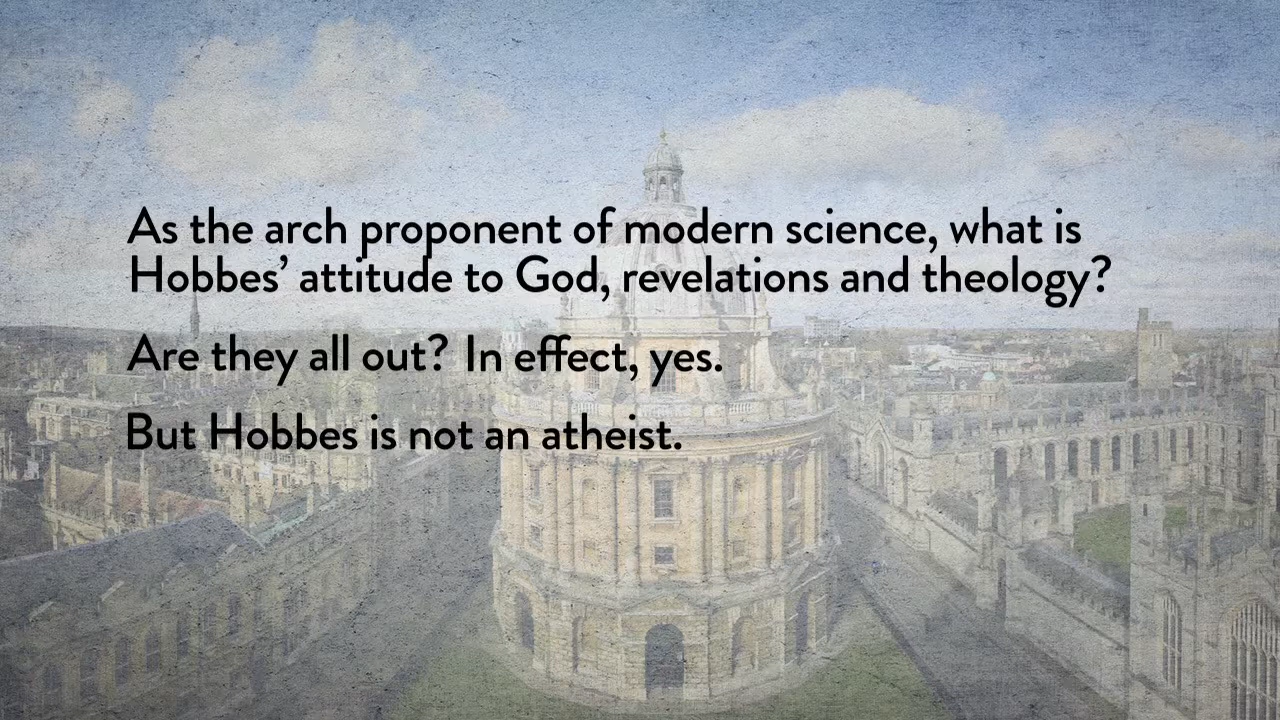 As the arch proponent of modern science, what is
Hobbes’ attitude to God, revelations and theology?
Are they all out? In effect, yes.
But Hobbes is not an atheist.